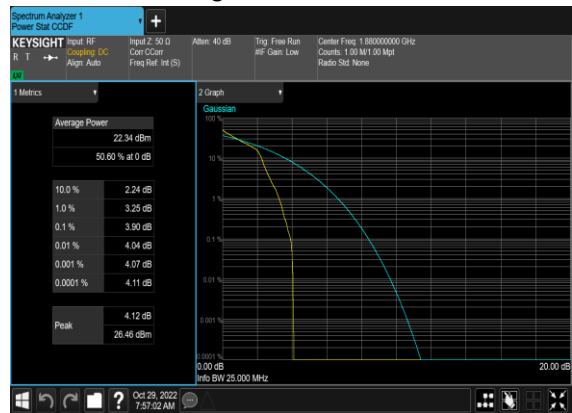 Spectrum Analyzer 1
Power Stat CCDF
+
KEYSIGHT
R T
Input: RF
Coupling: DC
Align: Auto
Input Z: 50 Ω
Corr CCorr
Freq Ref: Int (S)
Atten: 40 dB
Trig: Free Run
#IF Gain: Low
Center Freq: 1.880000000 GHz
Counts: 1.00 M/1.00 Mpt
Radio Std: None
LXI
1 Metrics
Average Power
22.34 dBm
50.60 % at 0 dB
10.0 % 2.24 dB
1.0 % 3.25 dB
0.1 % 3.90 dB
0.01 % 4.04 dB
0.001 % 4.07 dB
0.0001 % 4.11 dB
Peak 4.12 dB
26.46 dBm
2 Graph
Gaussian
100 %
10 %
1 %
0.1 %
0.01 %
0.001 %
0.0001 %
0.00 dB 20.00 dB
Info BW 25.000 MHz
?
Oct 29, 2022
7:57:02 AM